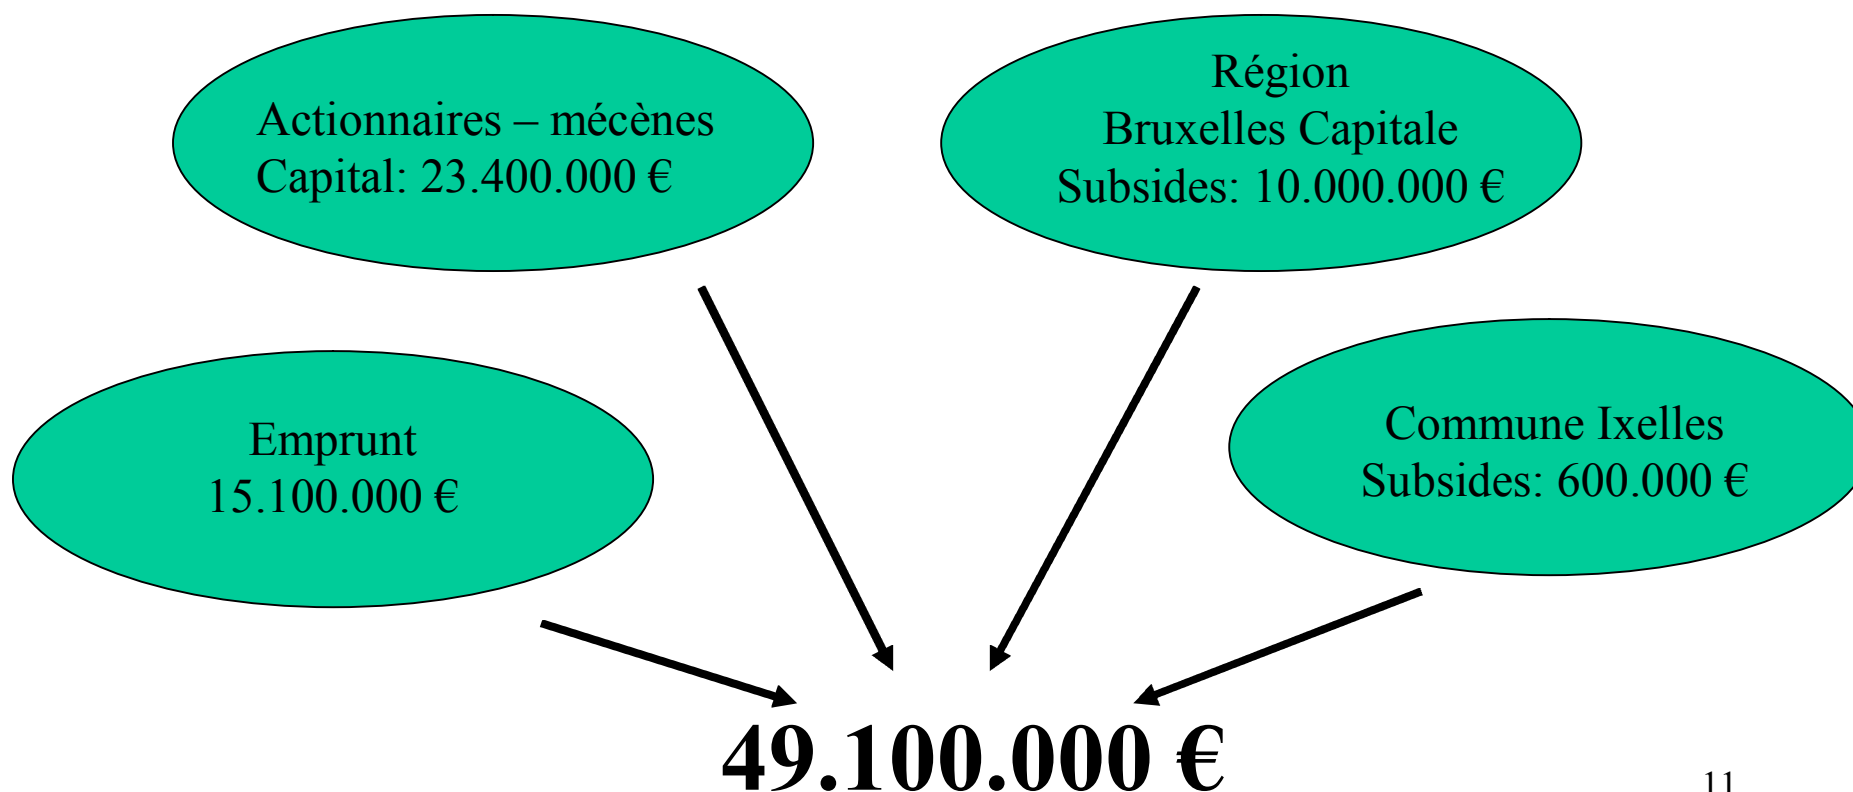 Actionnaires – mécènes
Capital: 23.400.000 €
Région
Bruxelles Capitale
Subsides: 10.000.000 €
Emprunt
15.100.000 €
Commune Ixelles
Subsides: 600.000 €
49.100.000 €
11